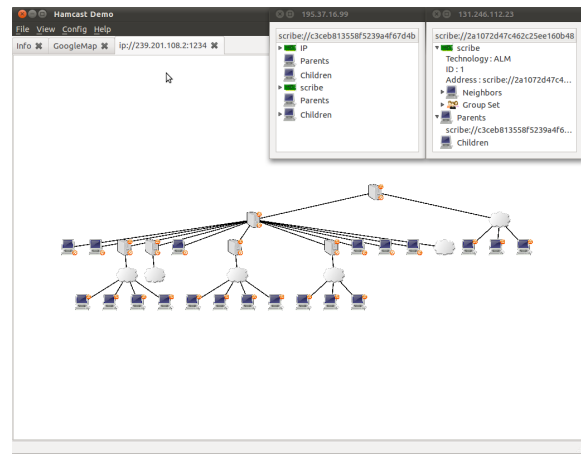 Hamcast Demo
File View Config Help
Info GoogleMap ip://239.201.108.2:1234
195.37.16.99
scribe://c3ceb813558f5239a4f67d4b
IP
Parents
Children
scribe
Parents
Children
131.246.112.23
scribe://2a1072d47c462c25ee160b48
scribe
Technology : ALM
ID : 1
Address : scribe://2a1072d47c4...
Neighbors
Group Set
Parents
scribe://c3ceb813558f5239a4f6...
Children